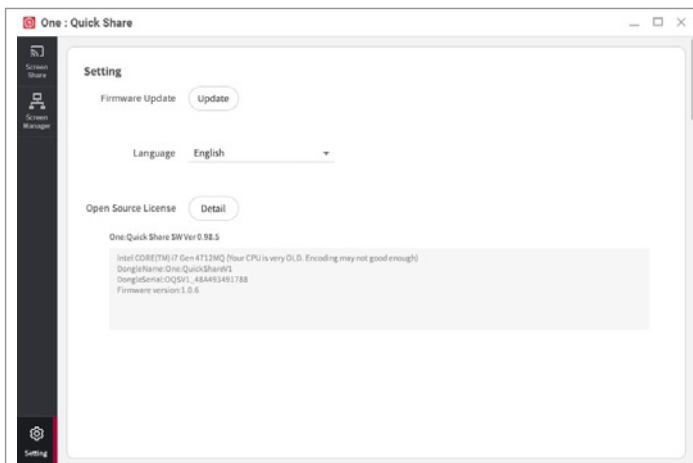 One : Quick Share
Screen
Share
Screen
Manager
Setting
Firmware Update Update
Language English
Open Source License Detail
One:Quick Share SW Ver 0.98.5
Intel CORE(TM) i7 Gen 4712MQ (Your CPU is very OLD. Encoding may not good enough)
DongleName:One:QuickShareV1
DongleSerial:OQSV1_48A493491788
Firmware version:1.0.6
Setting